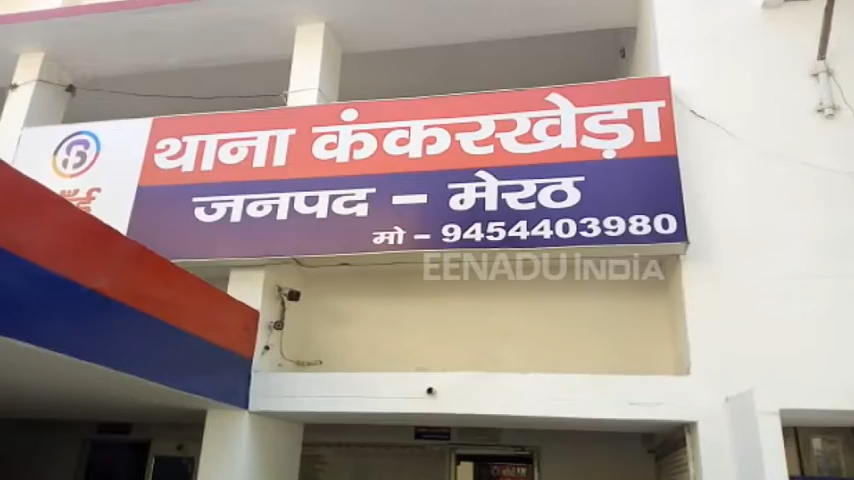 थाना कंकरखेड़ा
जनपद - मेरठ
मो - 9454403980
EENADU INDIA